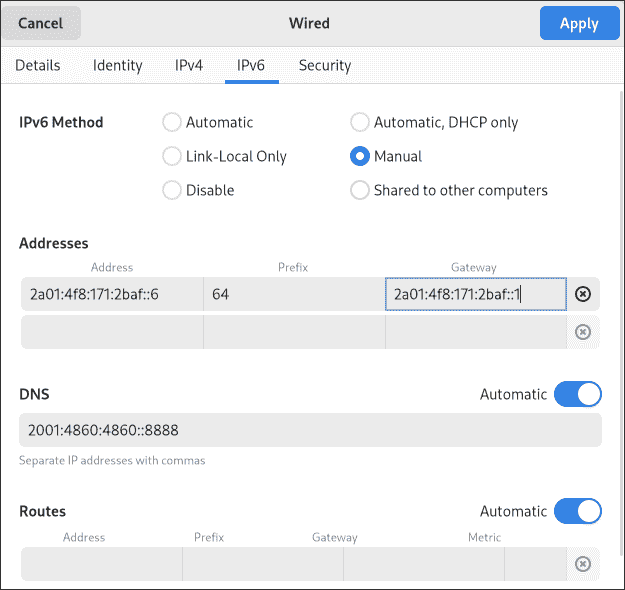 Cancel Wired Apply
Details Identity IPv4 IPv6 Security
IPv6 Method Automatic Automatic, DHCP only
Link-Local Only Manual
Disable Shared to other computers
Addresses
Address Prefix Gateway
2a01:4f8:171:2baf::6 64 2a01:4f8:171:2baf::1
DNS Automatic
2001:4860:4860::8888
Separate IP addresses with commas
Routes Automatic
Address Prefix Gateway Metric